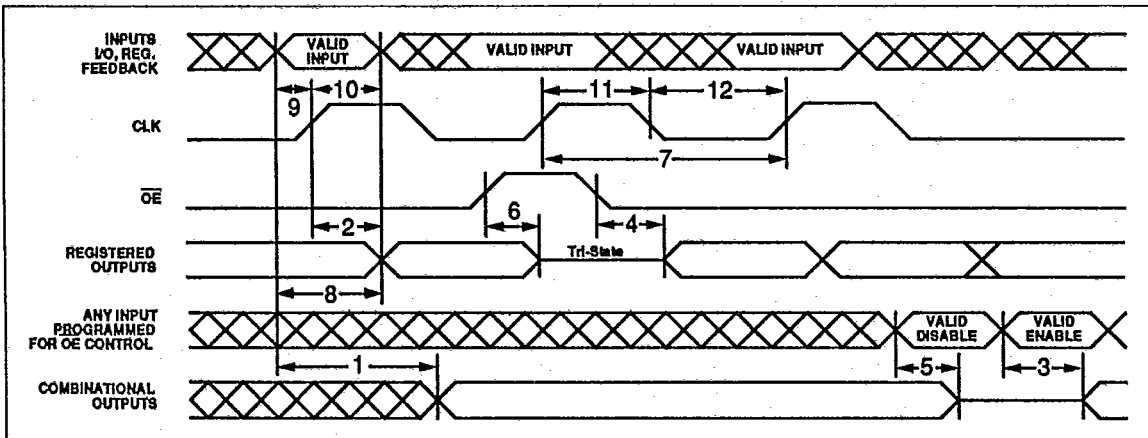 INPUTS
I/O, REG.
FEEDBACK
VALID
INPUT
VALID INPUT
VALID INPUT
9
10
11
12
CLK
7
OE
6
4
2
REGISTERED
OUTPUTS
Tri-State
8
ANY INPUT
PROGRAMMED
FOR OE CONTROL
VALID
DISABLE
VALID
ENABLE
1
5
3
COMBINATIONAL
OUTPUTS